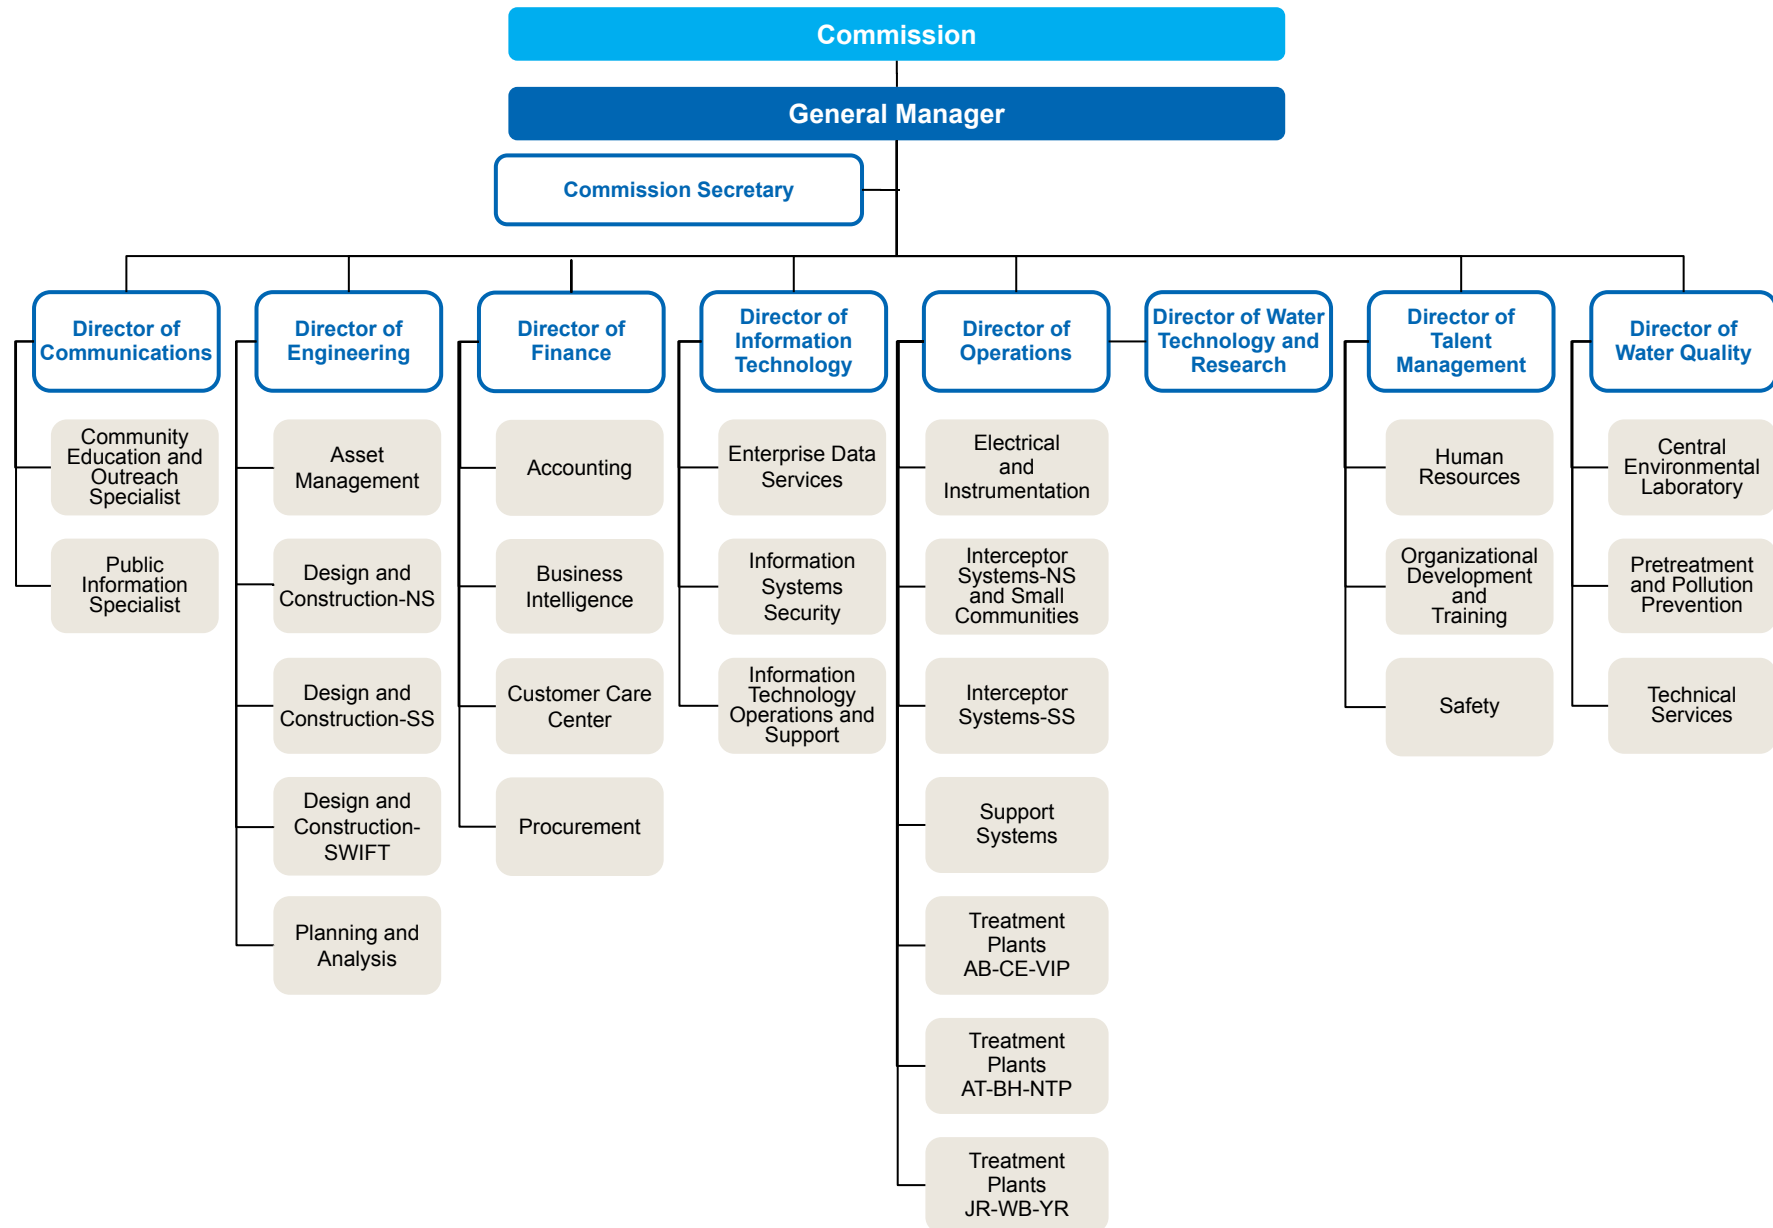 Commission
General Manager
Commission Secretary
Director of
Communications
Director of
Engineering
Director of
Finance
Director of
Information
Technology
Director of
Operations
Director of Water
Technology and
Research
Director of
Talent
Management
Director of
Water Quality
Community
Education and
Outreach
Specialist
Public
Information
Specialist
Asset
Management
Design and
Construction-NS
Design and
Construction-SS
Design and
Construction-
SWIFT
Planning and
Analysis
Accounting
Business
Intelligence
Customer Care
Center
Procurement
Enterprise Data
Services
Information
Systems
Security
Information
Technology
Operations and
Support
Electrical
and
Instrumentation
Interceptor
Systems-NS
and Small
Communities
Interceptor
Systems-SS
Support
Systems
Treatment
Plants
AB-CE-VIP
Treatment
Plants
AT-BH-NTP
Treatment
Plants
JR-WB-YR
Human
Resources
Organizational
Development
and
Training
Safety
Central
Environmental
Laboratory
Pretreatment
and Pollution
Prevention
Technical
Services